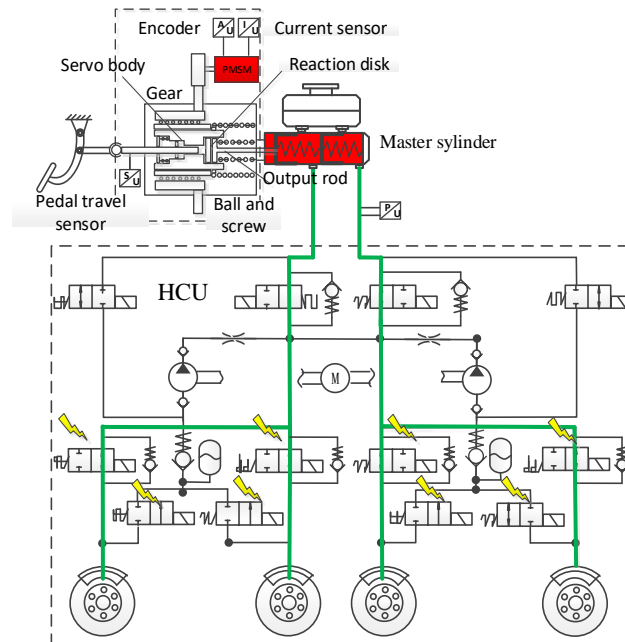 Encoder
A
U
I
U
Current sensor
Servo body
PMSM
Reaction disk
Gear
Master sylinder
S
U
Output rod
Pedal travel
sensor
Ball and
screw
P
U
HCU
M